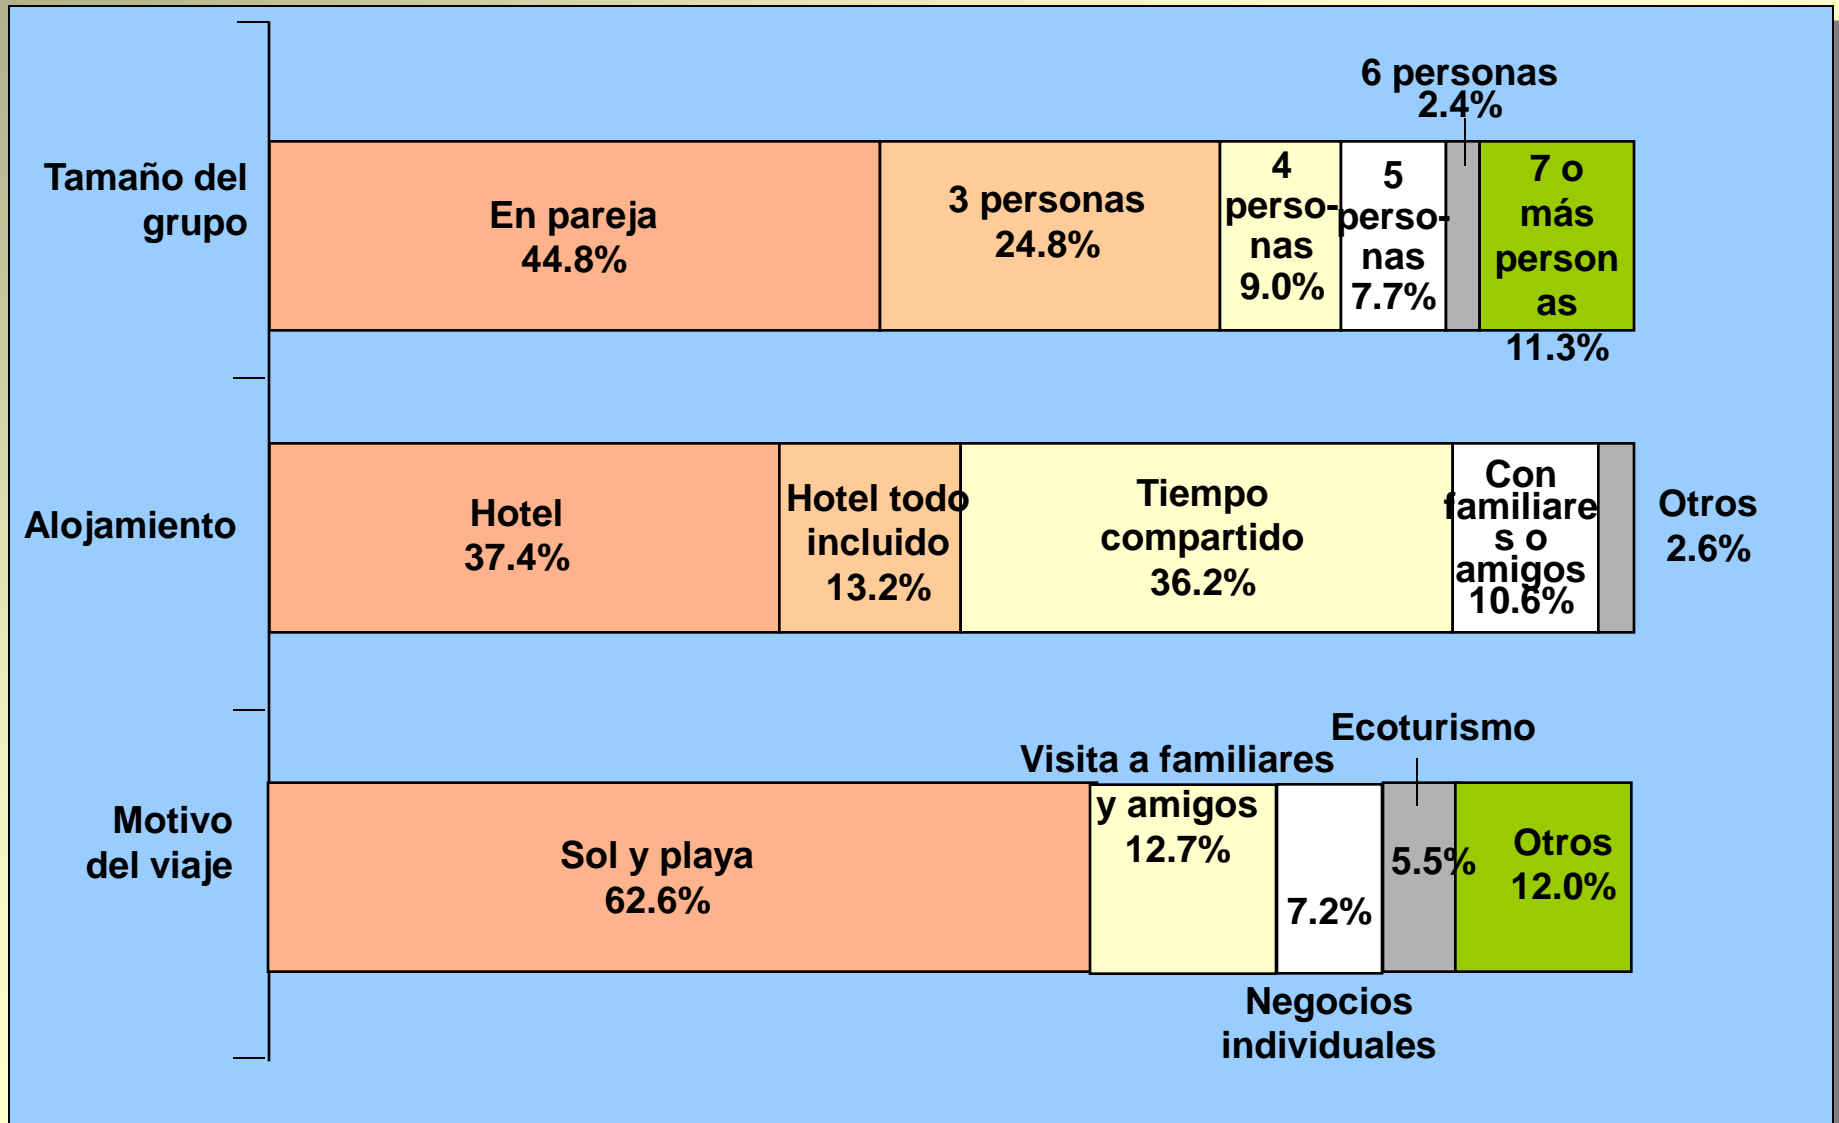 Tamaño del
grupo
En pareja
44.8%
3 personas
24.8%
4
perso-
nas
9.0%
5
perso-
nas
7.7%
6 personas
2.4%
7 o
más
person
as
11.3%
Alojamiento
Hotel
37.4%
Hotel todo
incluido
13.2%
Tiempo
compartido
36.2%
Con
familiare
s o
amigos
10.6%
Otros
2.6%
Motivo
del viaje
Sol y playa
62.6%
Visita a familiares
y amigos
12.7%
7.2%
Negocios
individuales
Ecoturismo
5.5%
Otros
12.0%